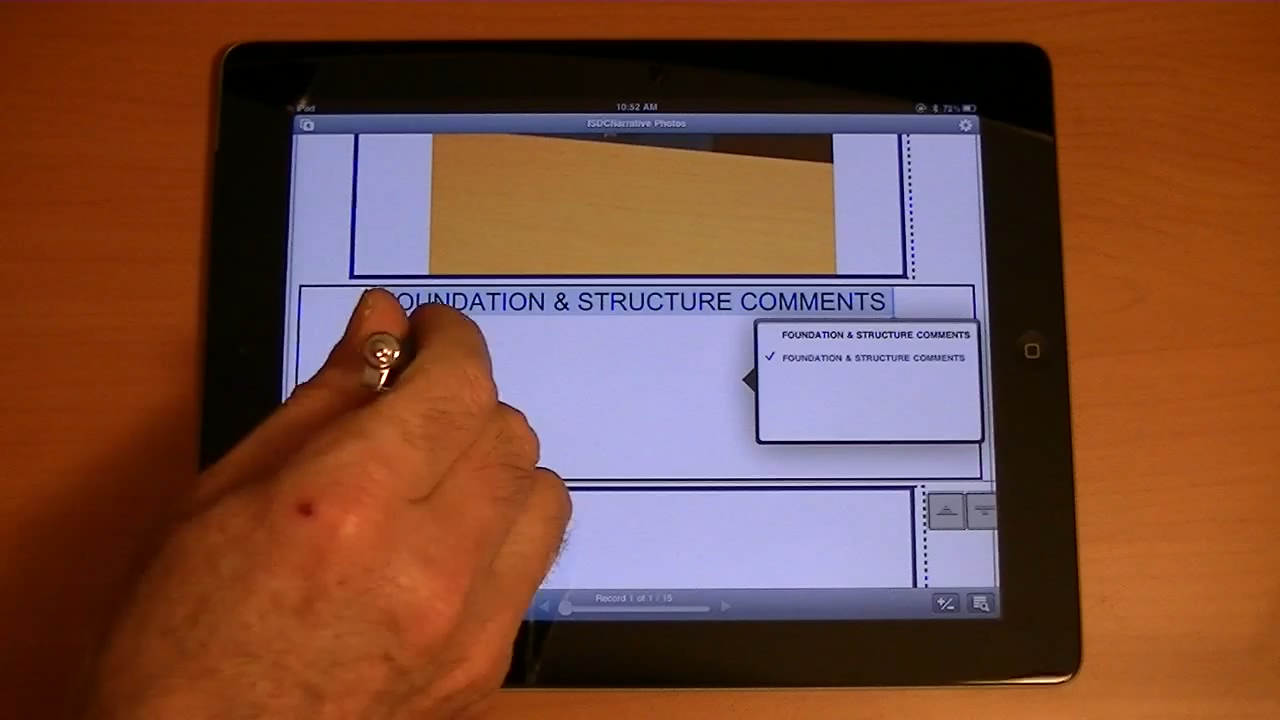 iPad
10:52 AM
72%
ISDCNarrative Photos
FOUNDATION & STRUCTURE COMMENTS
FOUNDATION & STRUCTURE COMMENTS
✓ FOUNDATION & STRUCTURE COMMENTS
Record 1 of 1 / 15